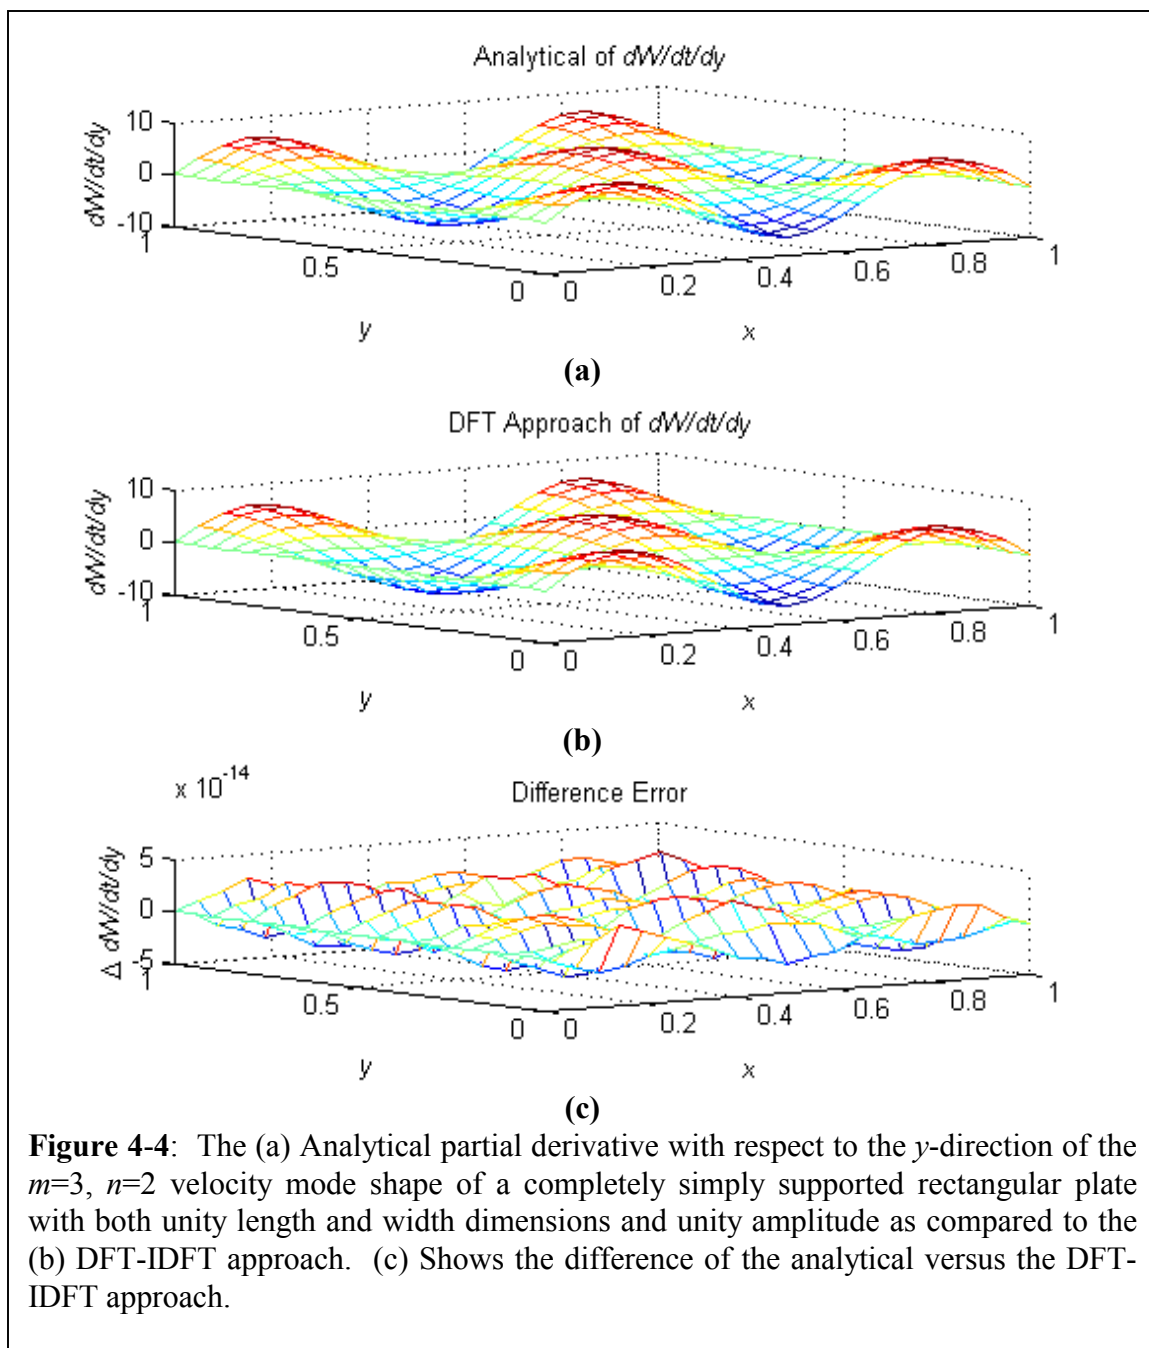 Analytical of dW/dt/dy
dW/dt/dy
10
0
-10
1
0.5
0
0
0.2
0.4
0.6
0.8
1
y
x
(a)
DFT Approach of dW/dt/dy
dW/dt/dy
10
0
-10
1
0.5
0
0
0.2
0.4
0.6
0.8
1
y
x
(b)
x 10^-14
Difference Error
Δ dW/dt/dy
5
0
-5
1
0.5
0
0
0.2
0.4
0.6
0.8
1
y
x
(c)
Figure 4-4: The (a) Analytical partial derivative with respect to the y-direction of the
m=3, n=2 velocity mode shape of a completely simply supported rectangular plate
with both unity length and width dimensions and unity amplitude as compared to the
(b) DFT-IDFT approach. (c) Shows the difference of the analytical versus the DFT-
IDFT approach.